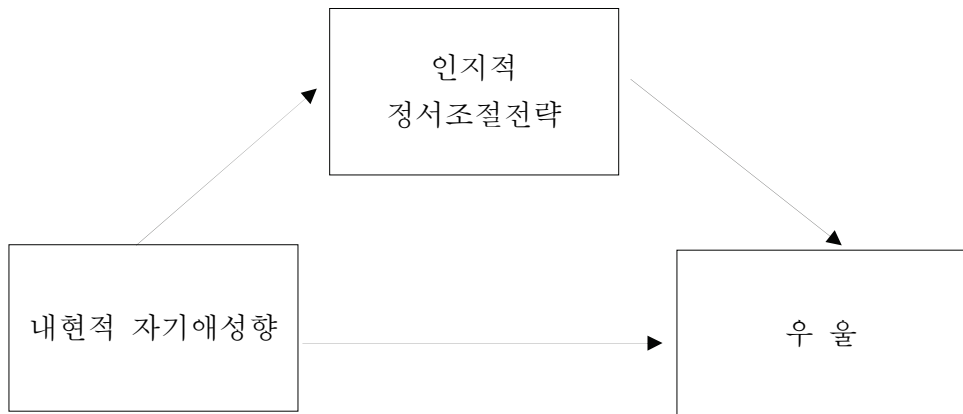 인지적
정서조절전략
내현적 자기애성향
우 울